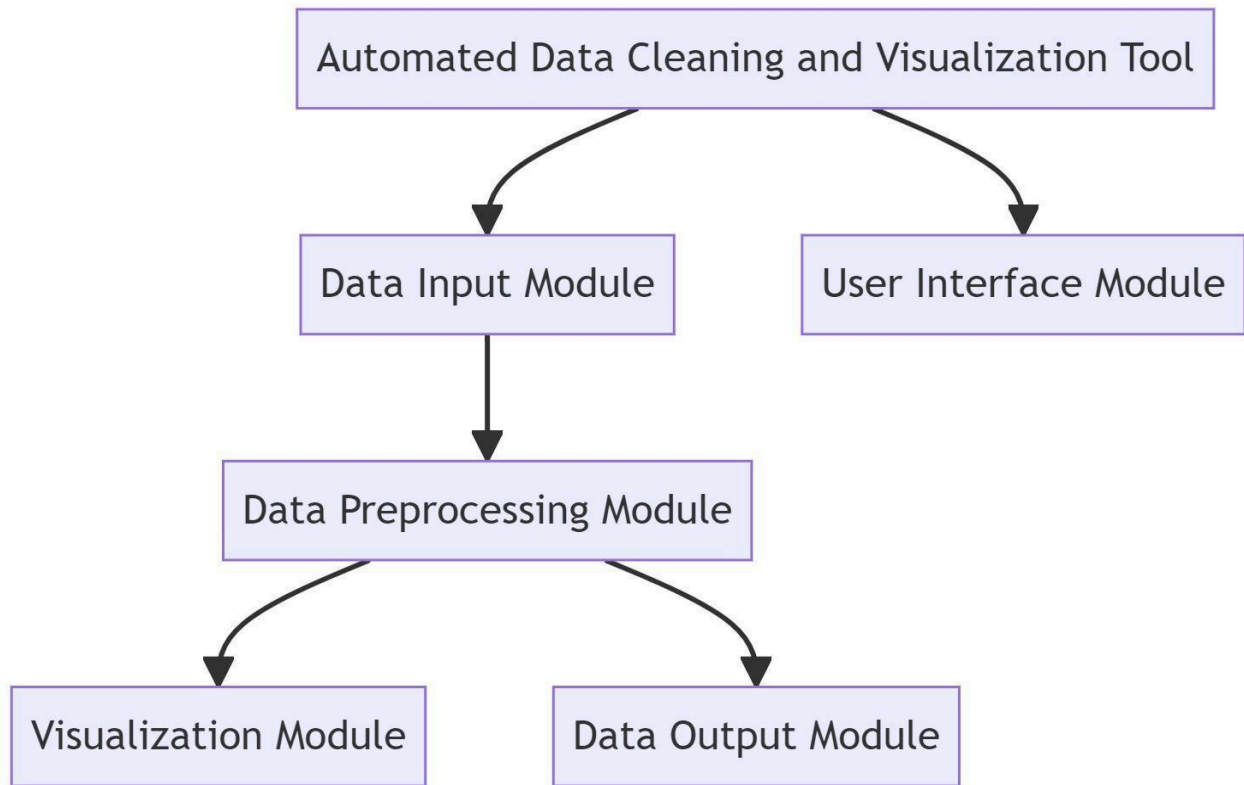 Automated Data Cleaning and Visualization Tool
Data Input Module
User Interface Module
Data Preprocessing Module
Visualization Module
Data Output Module